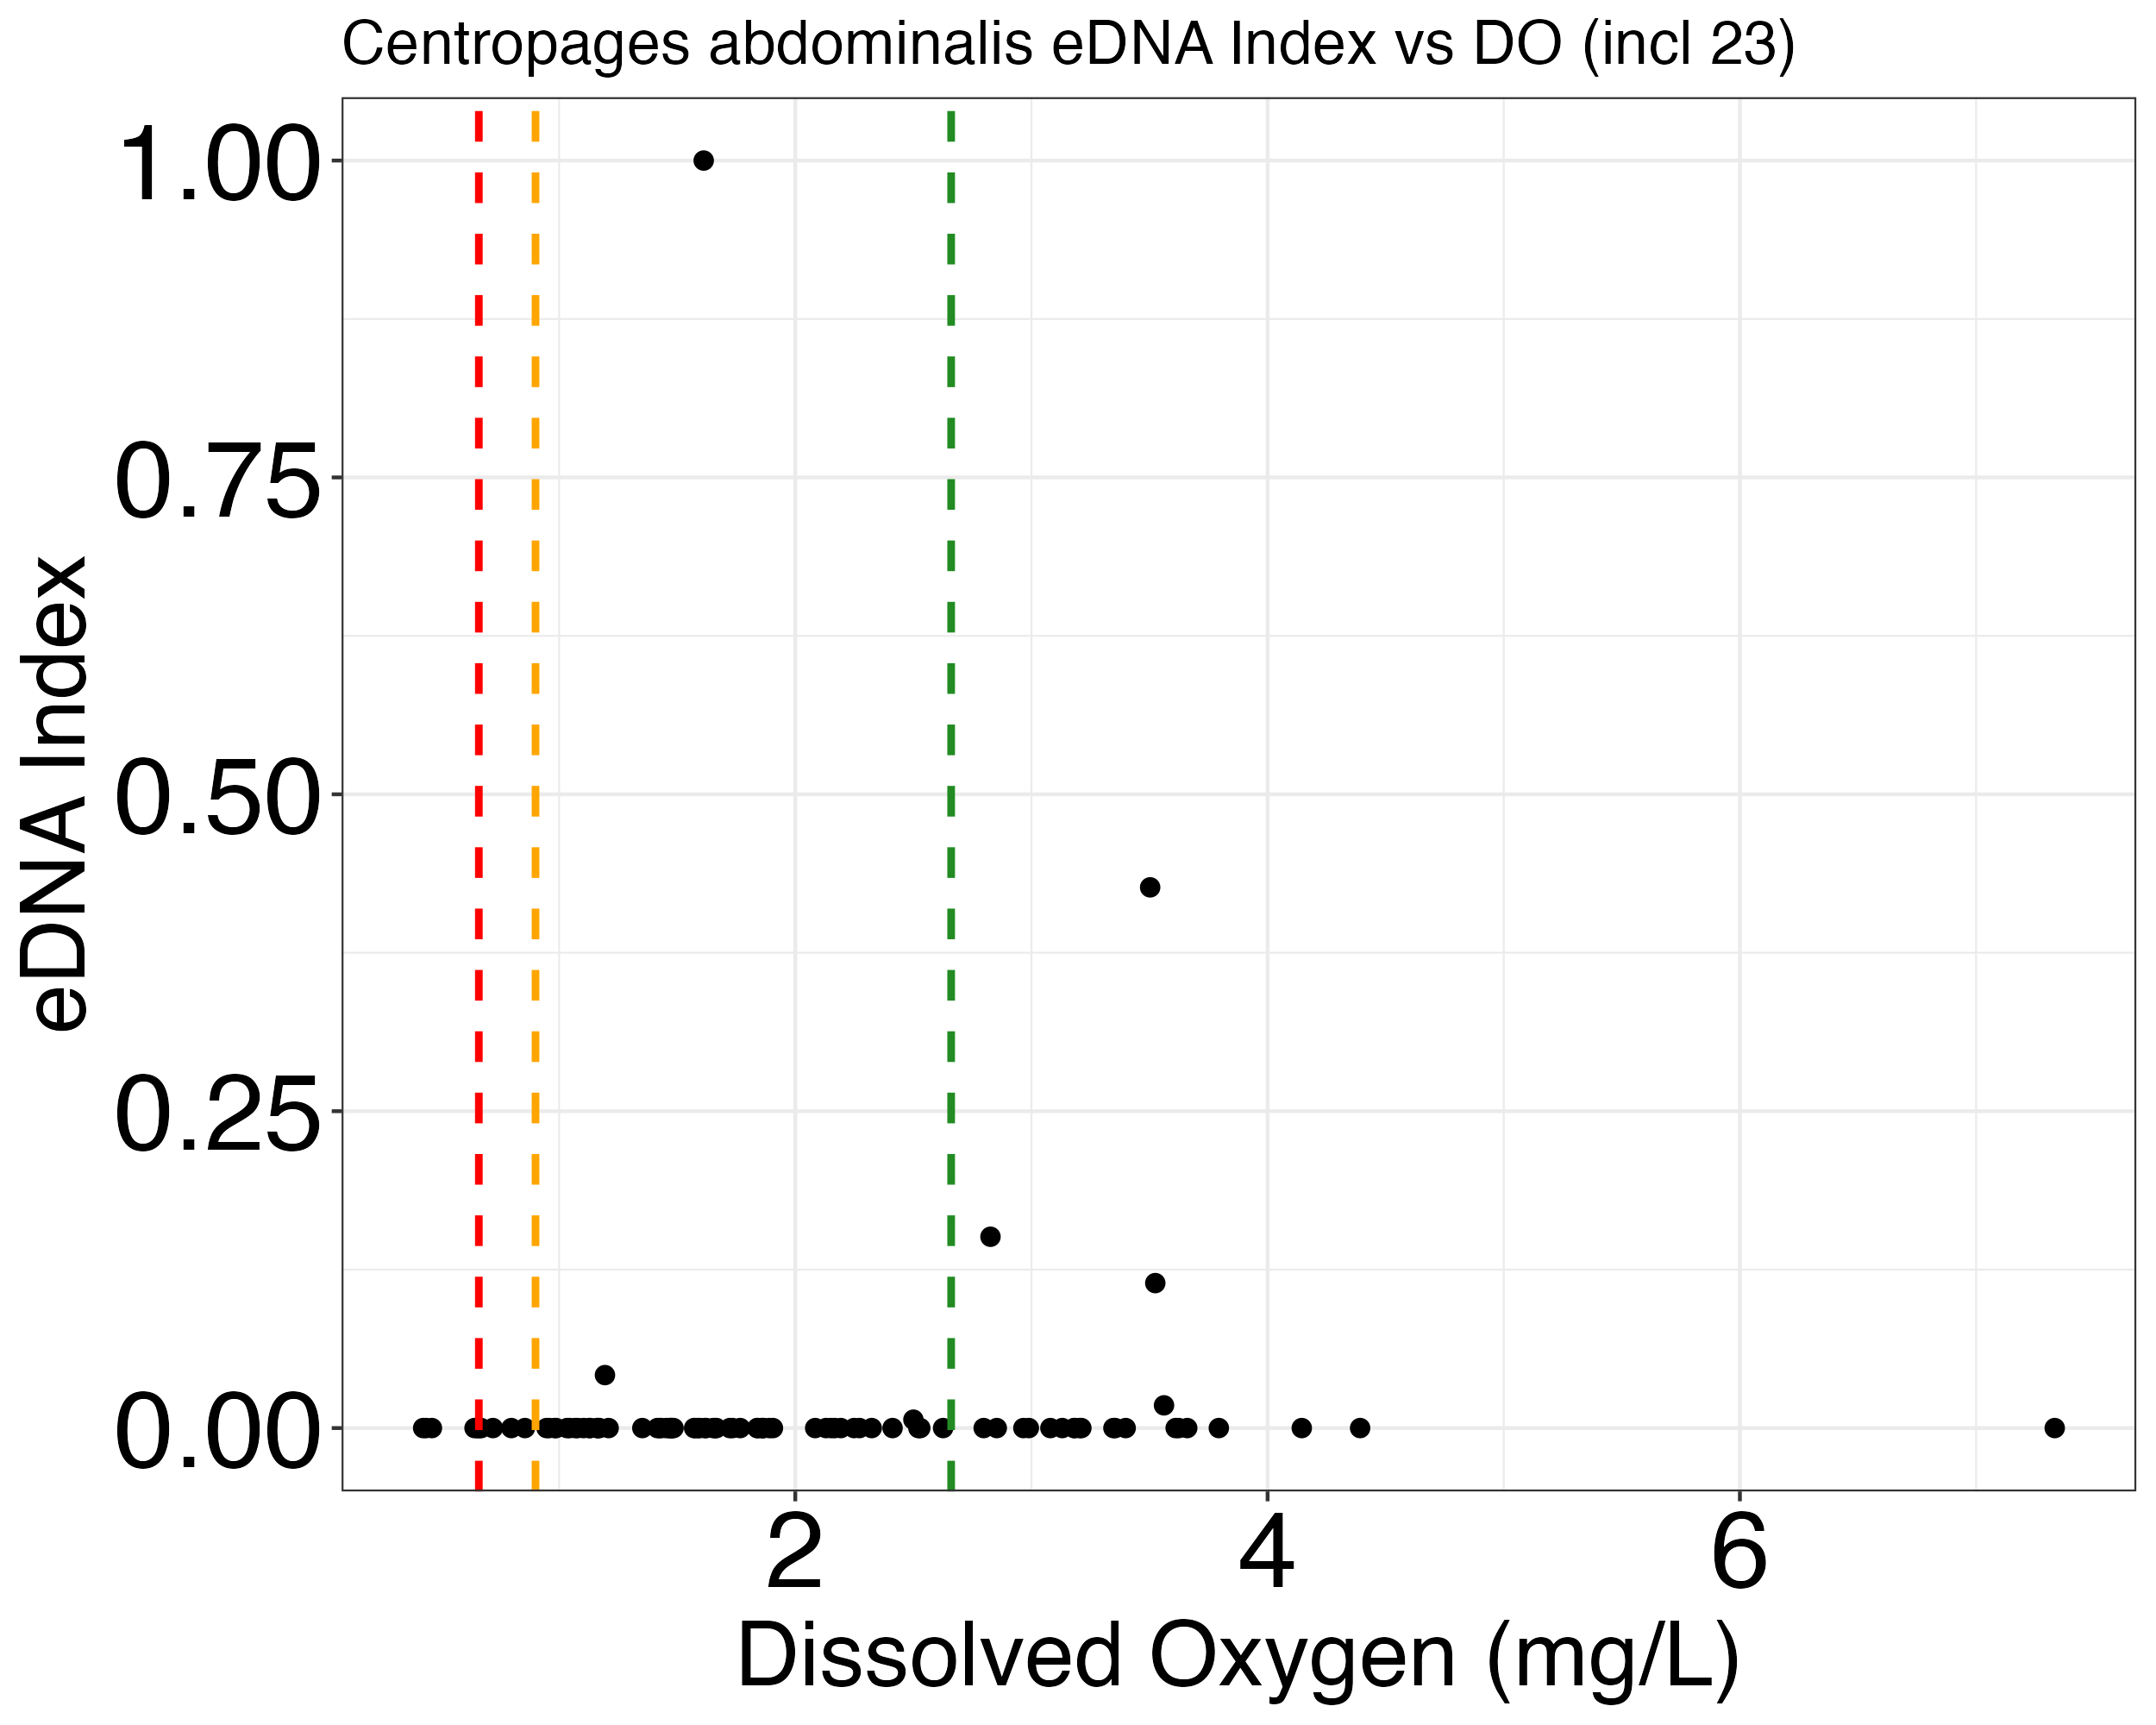 Centropages abdominalis eDNA Index vs DO (incl 23)
1.00
0.75
0.50
0.25
0.00
eDNA Index
2 4 6
Dissolved Oxygen (mg/L)